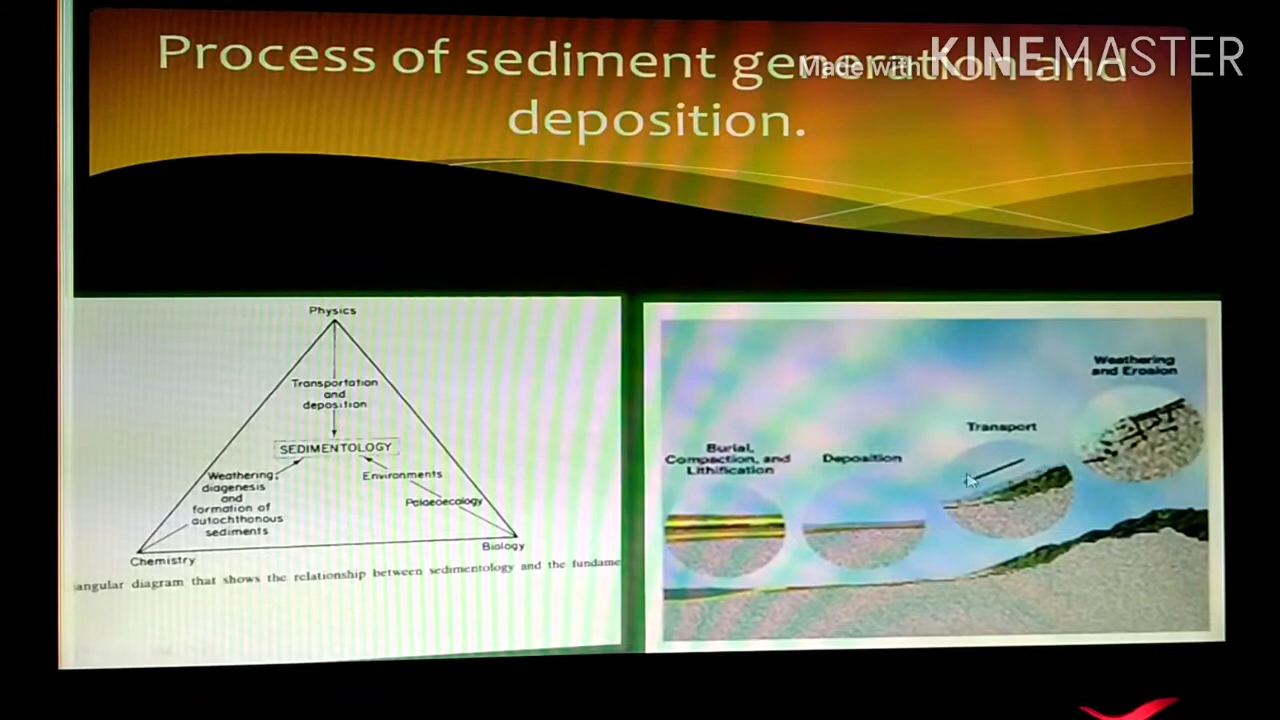 Process of sediment generation and
deposition.
Made with KINEMASTER
Physics
Transportation
and
deposition
SEDIMENTOLOGY
Weathering,
diagenesis
and
formation of
autochthonous
sediments
Environments
Palaeoecology
Chemistry
Biology
angular diagram that shows the relationship between sedimentology and the fundame
Weathering
and Erosion
Transport
Deposition
Burial,
Compaction, and
Lithification